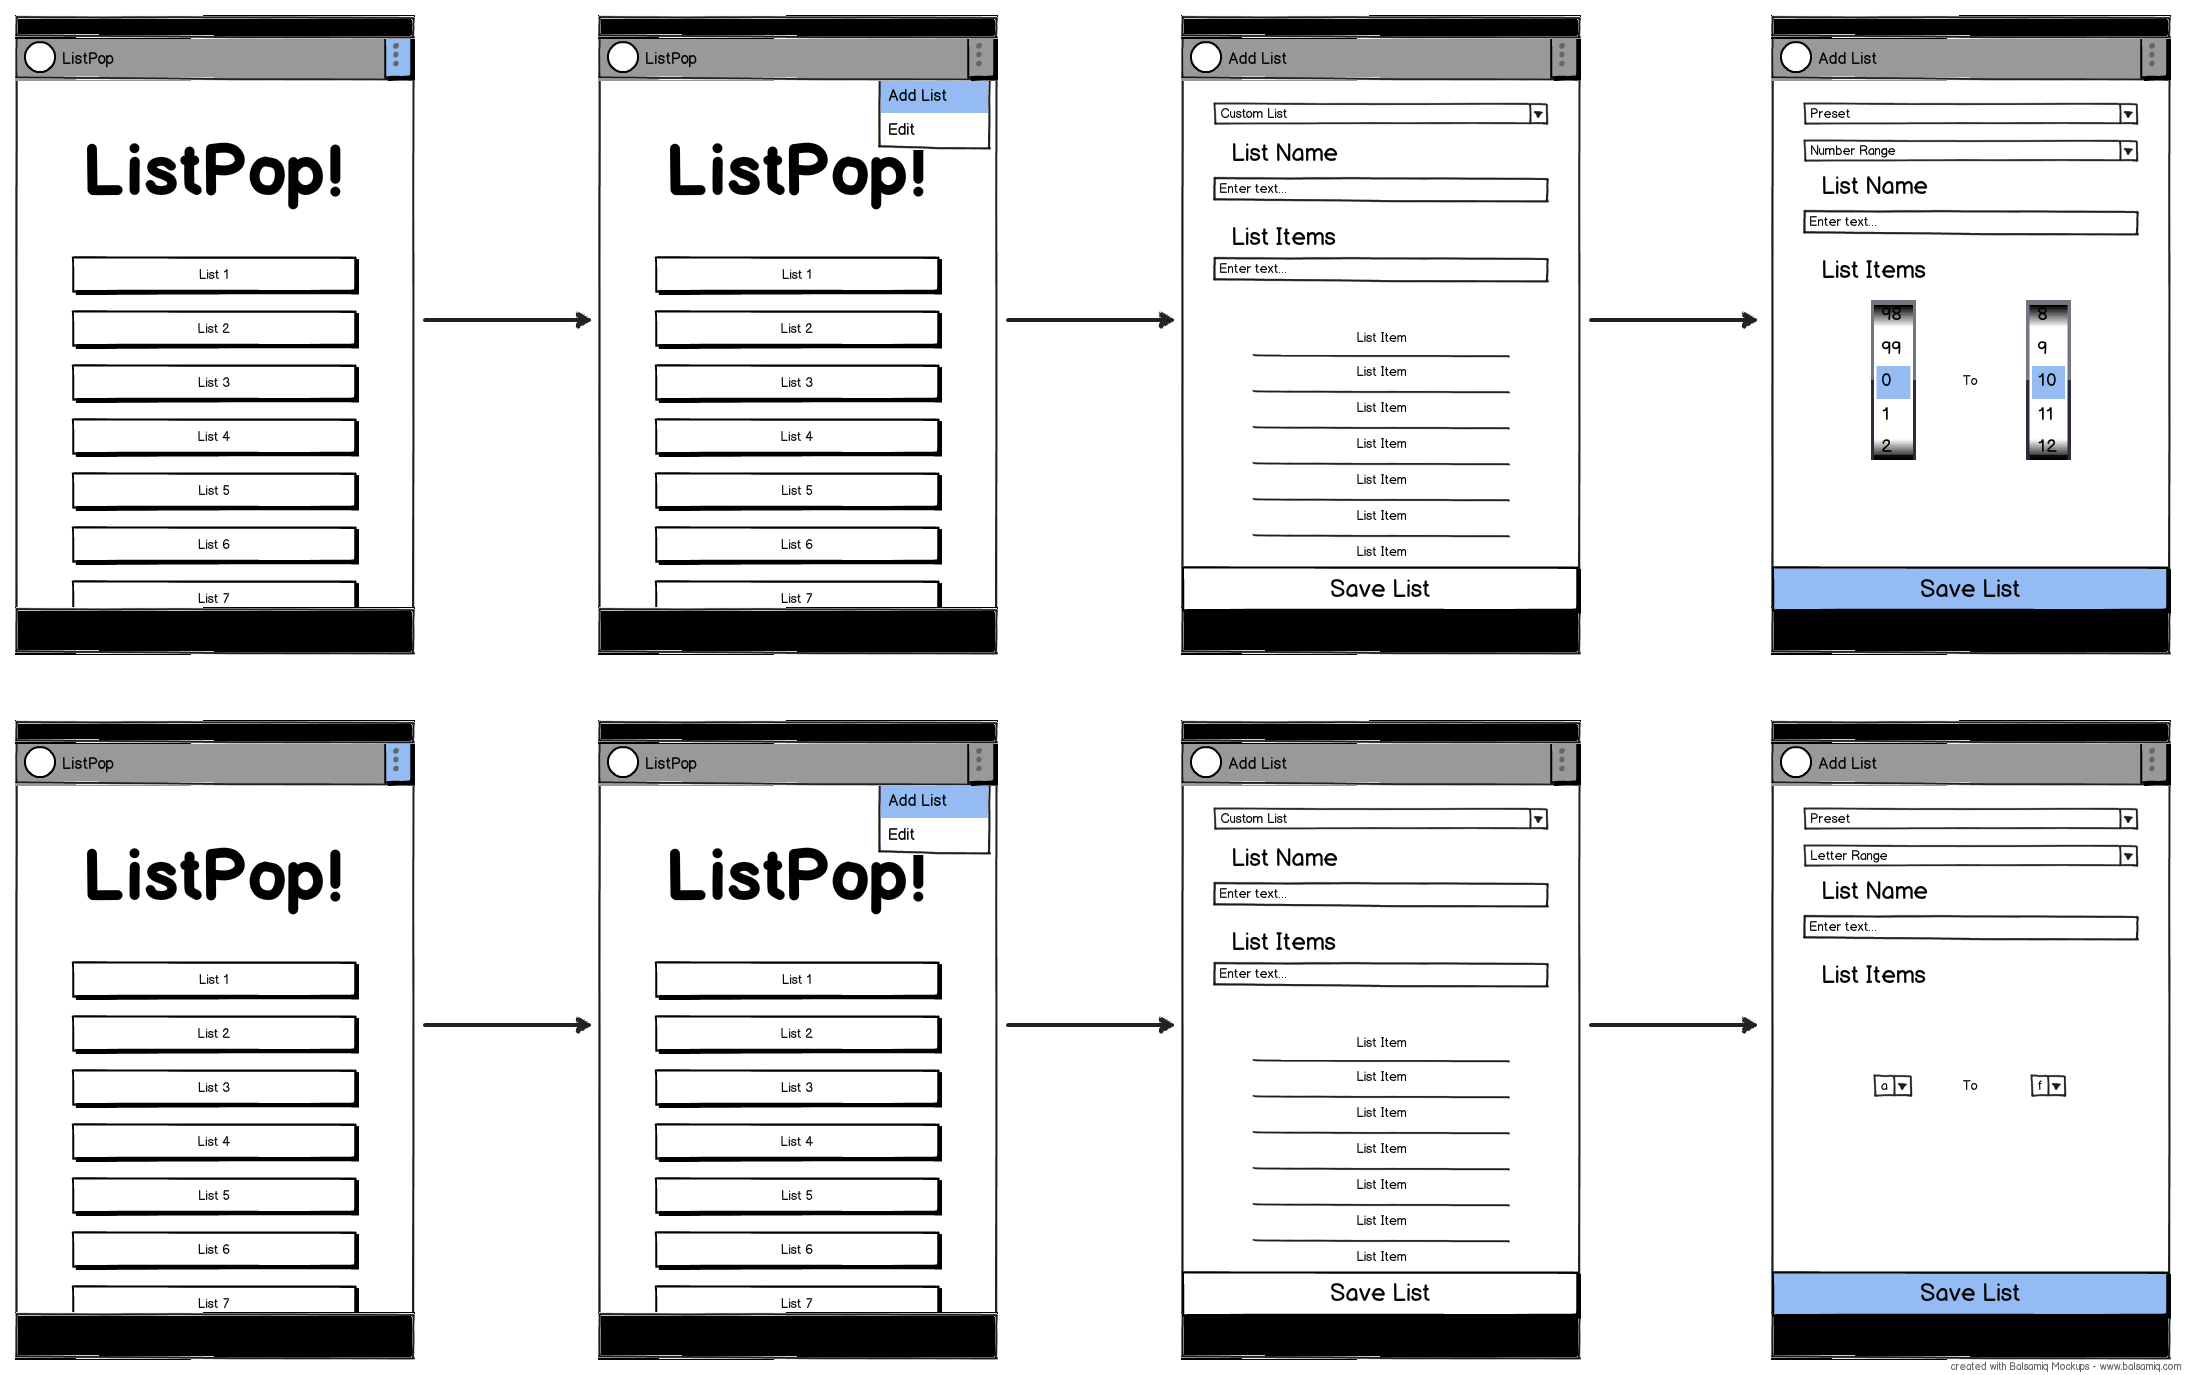 ListPop
ListPop!
List 1
List 2
List 3
List 4
List 5
List 6
List 7
ListPop
Add List
Edit
ListPop!
List 1
List 2
List 3
List 4
List 5
List 6
List 7
Add List
Custom List
List Name
Enter text...
List Items
Enter text...
List Item
List Item
List Item
List Item
List Item
List Item
List Item
Save List
Add List
Preset
Number Range
List Name
Enter text...
List Items
98 8
99 9
0 To 10
1 11
2 12
Save List
ListPop
ListPop!
List 1
List 2
List 3
List 4
List 5
List 6
List 7
ListPop
Add List
Edit
ListPop!
List 1
List 2
List 3
List 4
List 5
List 6
List 7
Add List
Custom List
List Name
Enter text...
List Items
Enter text...
List Item
List Item
List Item
List Item
List Item
List Item
List Item
Save List
Add List
Preset
Letter Range
List Name
Enter text...
List Items
a To f
Save List
created with Balsamiq Mockups - www.balsamiq.com